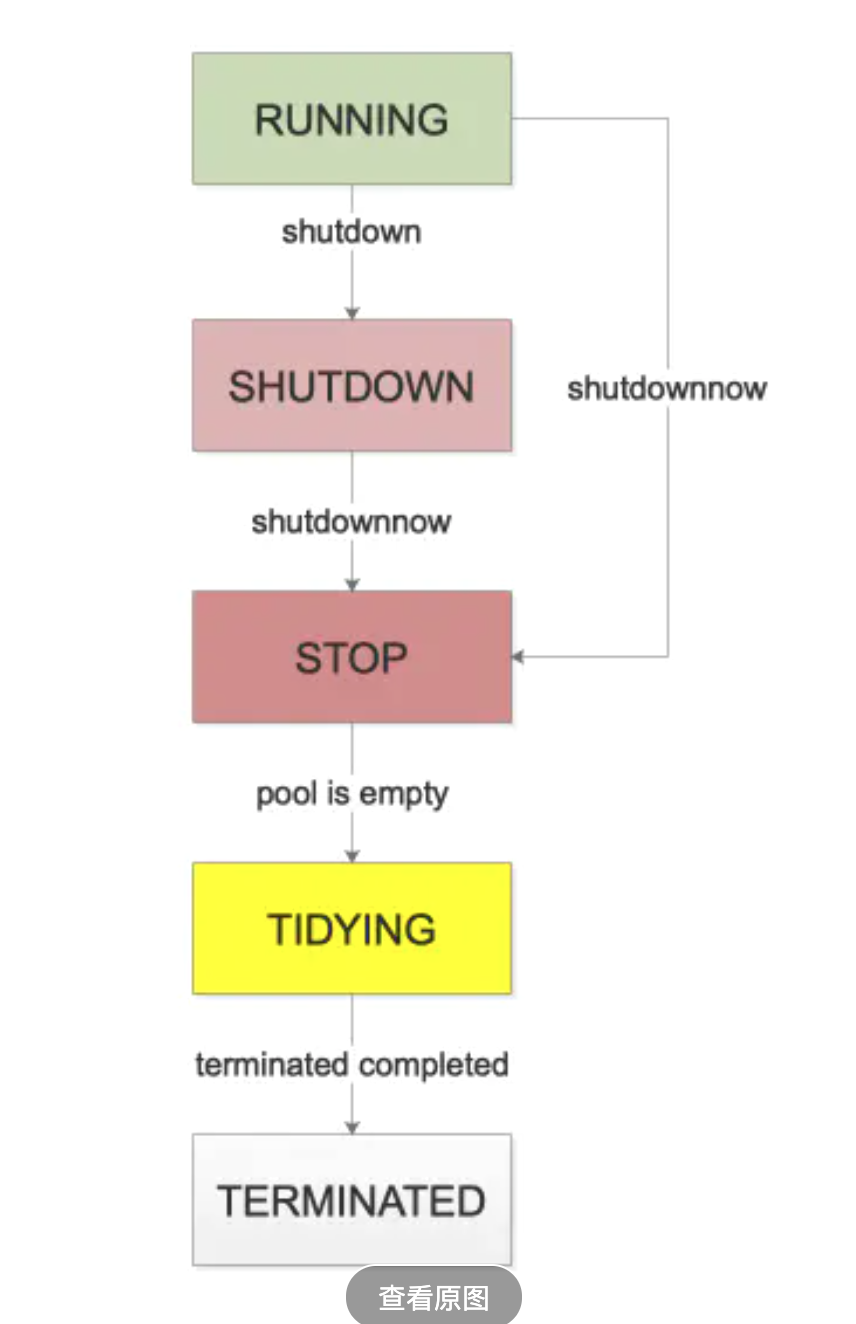 RUNNING
shutdown
SHUTDOWN
shutdownnow
shutdownnow
STOP
pool is empty
TIDYING
terminated completed
TERMINATED
查看原图